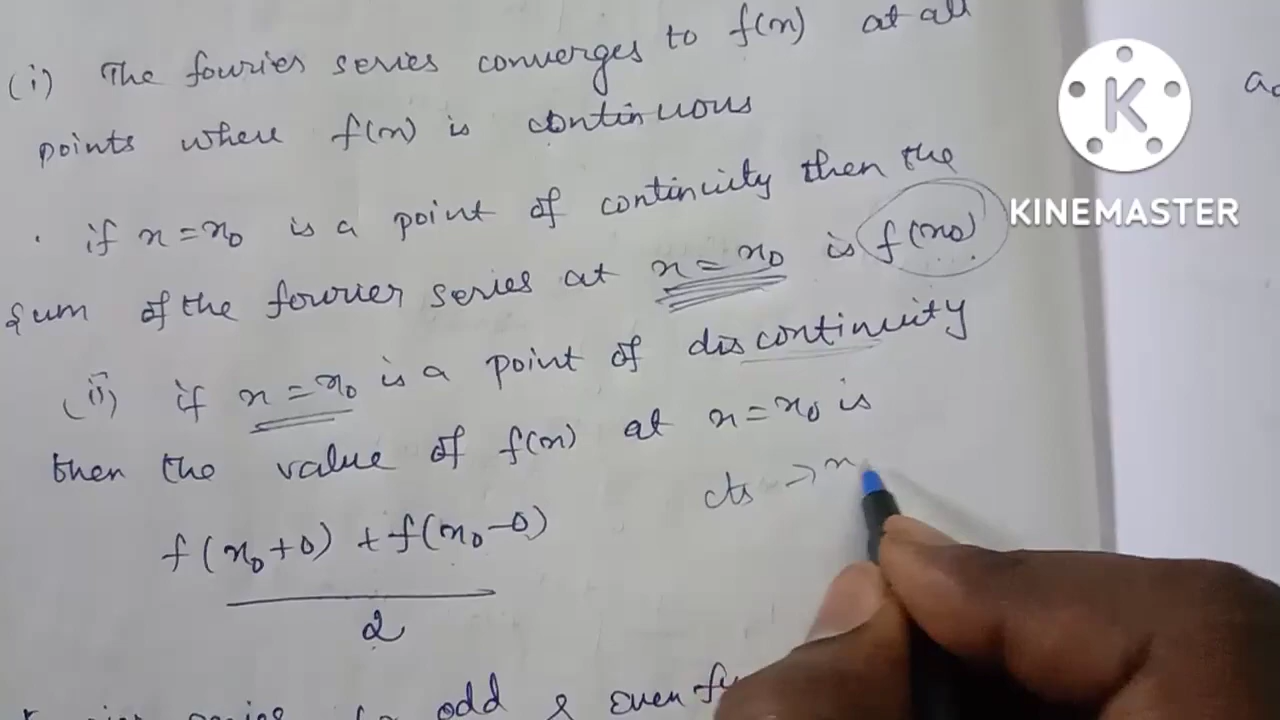 (i) The fourier series converges to f(x) at all
a₀
points where f(x) is continuous
KINEMASTER
. if x = x₀ is a point of continuity then the
sum of the fourier series at x = x₀ is f(x₀)
(ii) if x = x₀ is a point of discontinuity
then the value of f(x) at x = x₀ is
cts → x
f(x₀+0) + f(x₀-0)
2
series odd & even